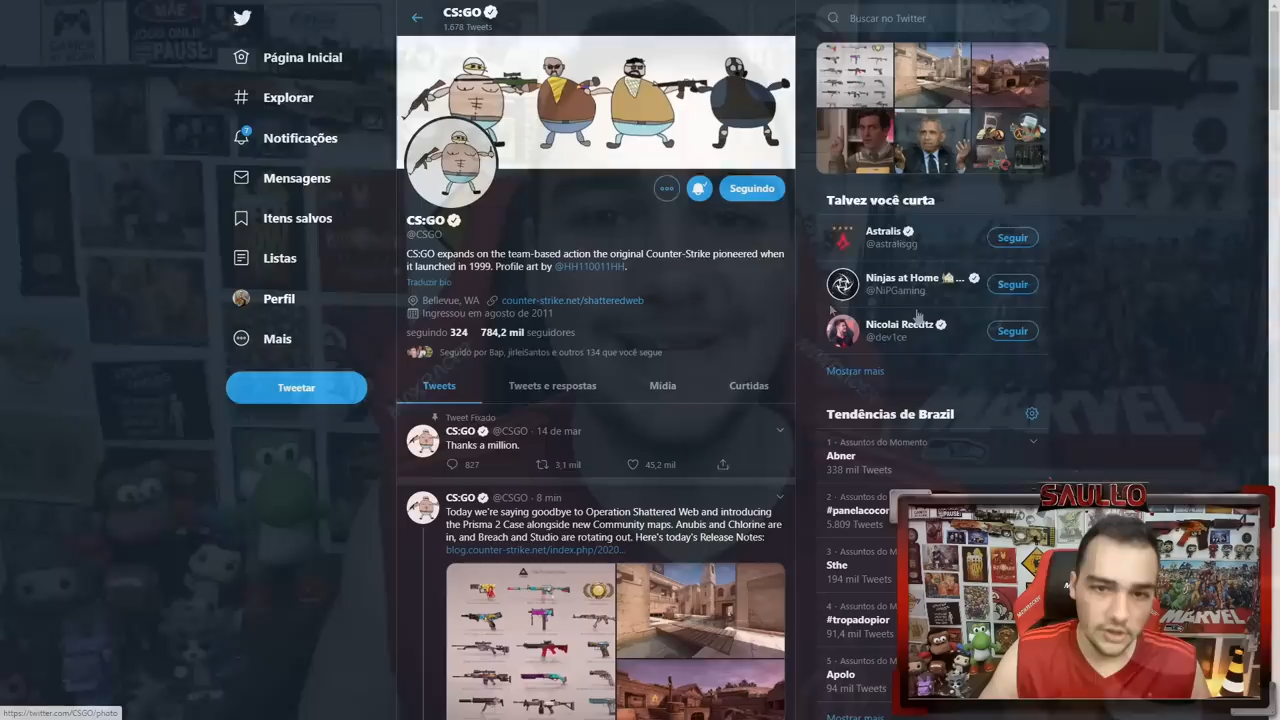 Página Inicial
Explorar
7
Notificações
Mensagens
Itens salvos
Listas
Perfil
Mais
Tweetar
CS:GO
1.678 Tweets
Seguindo
CS:GO
@CSGO
CS:GO expands on the team-based action the original Counter-Strike pioneered when
it launched in 1999. Profile art by @HH110011HH.
Traduzir bio
Bellevue, WA counter-strike.net/shatteredweb
Ingressou em agosto de 2011
seguindo 324 784,2 mil seguidores
Seguido por Bap, jirleiSantos e outros 134 que você segue
Tweets Tweets e respostas Mídia Curtidas
Tweet Fixado
CS:GO @CSGO · 14 de mar
Thanks a million.
827 3,1 mil 45,2 mil
CS:GO @CSGO · 8 min
Today we're saying goodbye to Operation Shattered Web and introducing
the Prisma 2 Case alongside new Community maps. Anubis and Chlorine are
in, and Breach and Studio are rotating out. Here's today's Release Notes:
blog.counter-strike.net/index.php/2020...
Buscar no Twitter
Talvez você curta
Astralis
@astralisgg
Seguir
Ninjas at Home ...
@NiPGaming
Seguir
Nicolai Reedtz
@dev1ce
Seguir
Mostrar mais
Tendências de Brazil
1 · Assuntos do Momento
Abner
338 mil Tweets
2 · Assuntos do
#panelacocor
5.809 Tweets
3 · Assuntos do
Sthe
194 mil Tweets
4 · Assuntos do
#tropadopior
91,4 mil Tweets
5 · Assuntos do
Apolo
94 mil Tweets
Mostrar mais
SAULLO
MARVEL
https://twitter.com/CSGO/photo